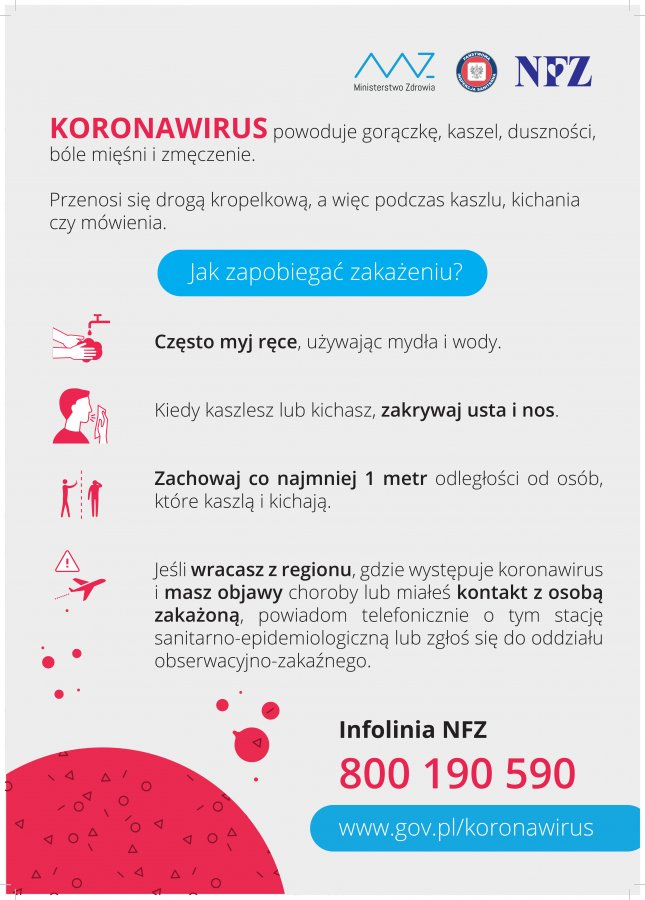 Ministerstwo Zdrowia
PAŃSTWOWA
INSPEKCJA SANITARNA
NFZ
KORONAWIRUS powoduje gorączkę, kaszel, duszności,
bóle mięśni i zmęczenie.
Przenosi się drogą kropelkową, a więc podczas kaszlu, kichania
czy mówienia.
Jak zapobiegać zakażeniu?
Często myj ręce, używając mydła i wody.
Kiedy kaszlesz lub kichasz, zakrywaj usta i nos.
Zachowaj co najmniej 1 metr odległości od osób,
które kaszlą i kichają.
Jeśli wracasz z regionu, gdzie występuje koronawirus
i masz objawy choroby lub miałeś kontakt z osobą
zakażoną, powiadom telefonicznie o tym stację
sanitarno-epidemiologiczną lub zgłoś się do oddziału
obserwacyjno-zakaźnego.
Infolinia NFZ
800 190 590
www.gov.pl/koronawirus